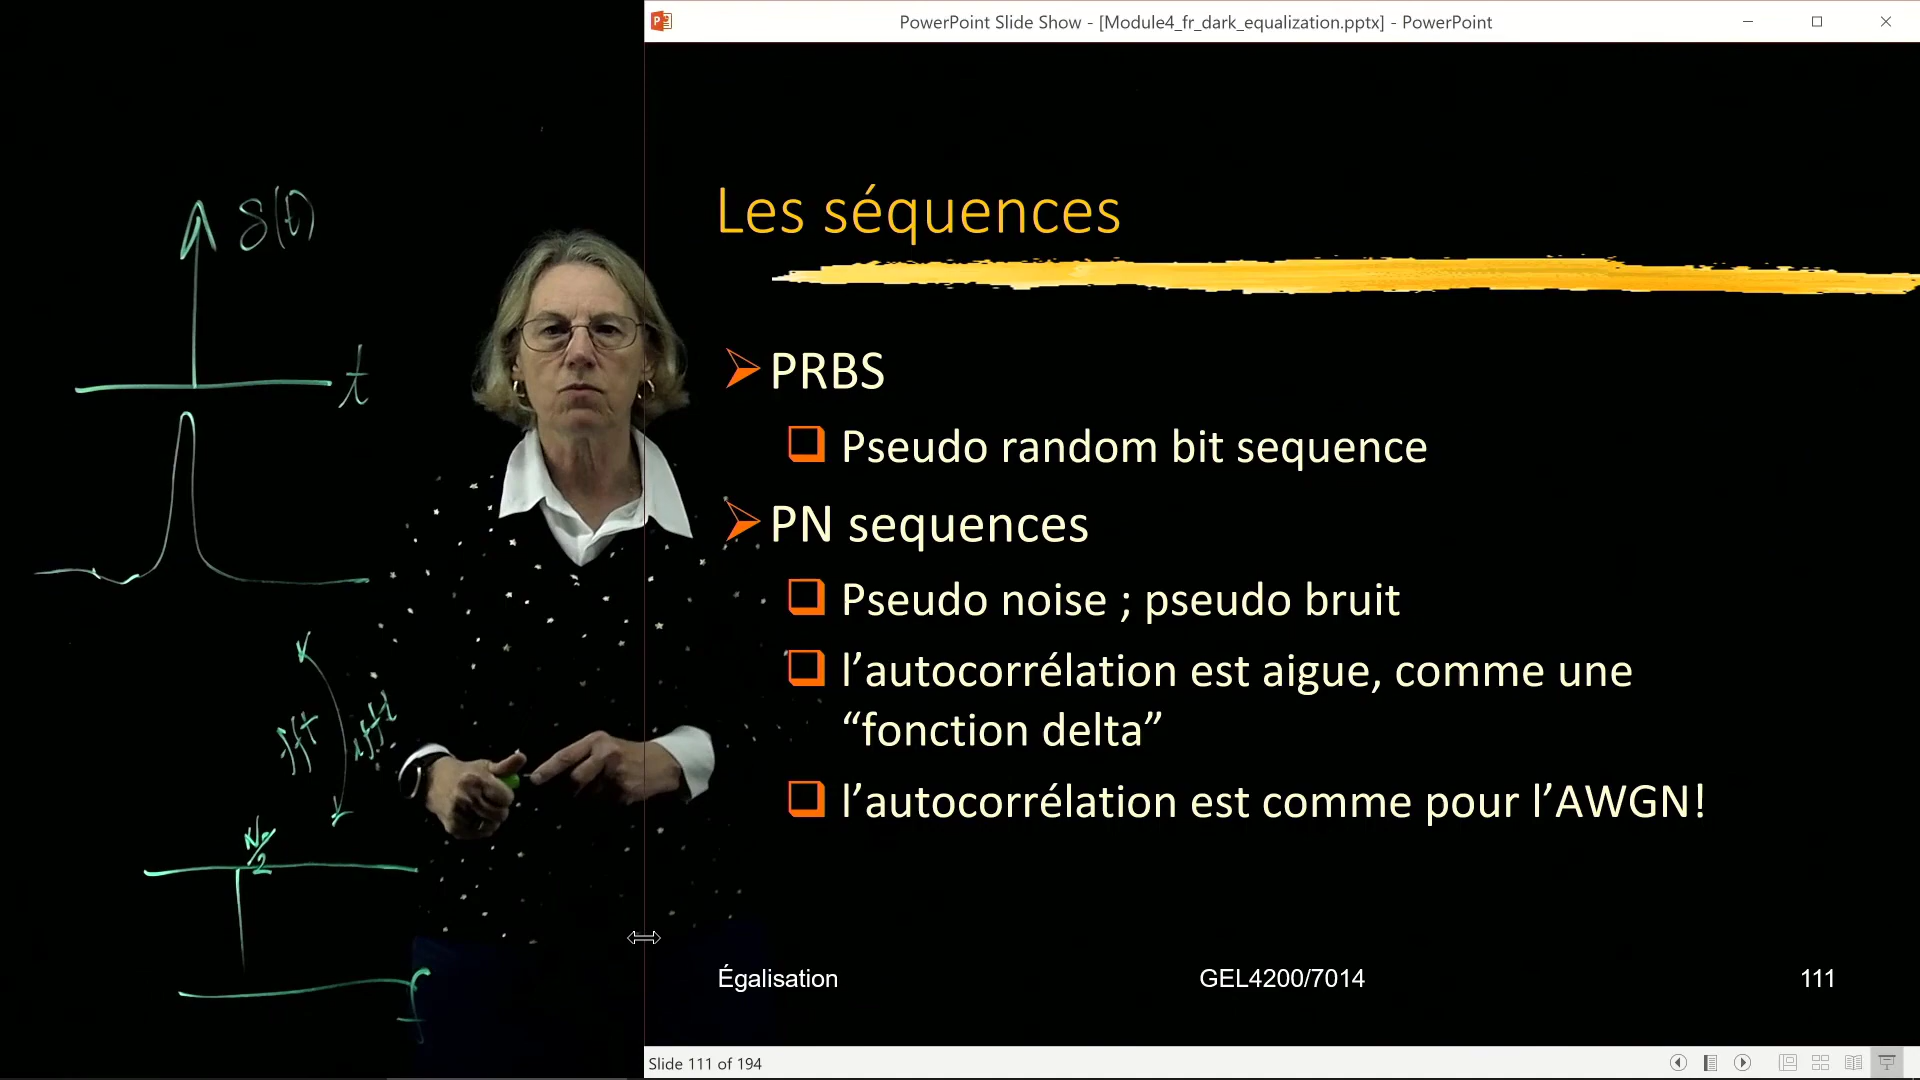 PowerPoint Slide Show - [Module4_fr_dark_equalization.pptx] - PowerPoint
δ(t)
t
N₀/2
f
Les séquences
PRBS
Pseudo random bit sequence
PN sequences
Pseudo noise ; pseudo bruit
l’autocorrélation est aigue, comme une
“fonction delta”
l’autocorrélation est comme pour l’AWGN!
Égalisation
GEL4200/7014
111
Slide 111 of 194